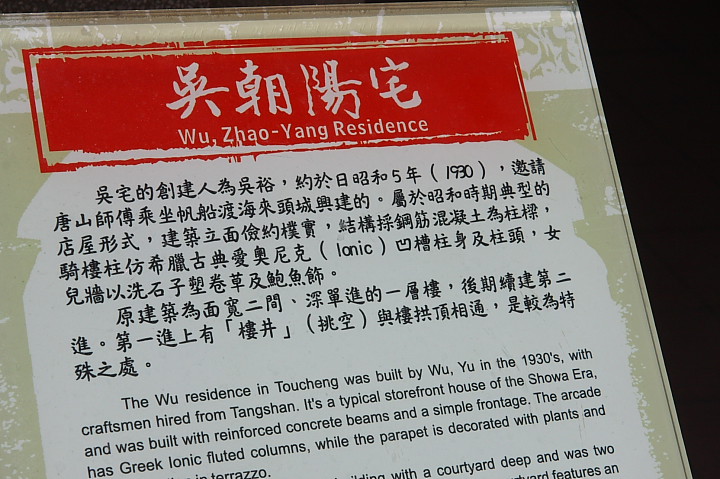 吳朝陽宅
Wu, Zhao-Yang Residence
吳宅的創建人為吳裕，約於日昭和5年（1930），邀請
唐山師傅乘坐帆船渡海來頭城興建的。屬於昭和時期典型的
店屋形式，建築立面儉約樸實，結構採鋼筋混凝土為柱樑，
騎樓柱仿希臘古典愛奧尼克（Ionic）凹槽柱身及柱頭，女
兒牆以洗石子塑卷草及鮑魚飾。
原建築為面寬二間、深單進的一層樓，後期續建第二
進。第一進上有「樓井」（挑空）與樓拱頂相通，是較為特
殊之處。
The Wu residence in Toucheng was built by Wu, Yu in the 1930's, with
craftsmen hired from Tangshan. It's a typical storefront house of the Showa Era,
and was built with reinforced concrete beams and a simple frontage. The arcade
has Greek Ionic fluted columns, while the parapet is decorated with plants and
in terrazzo.
building with a courtyard deep and was two
courtyard features an